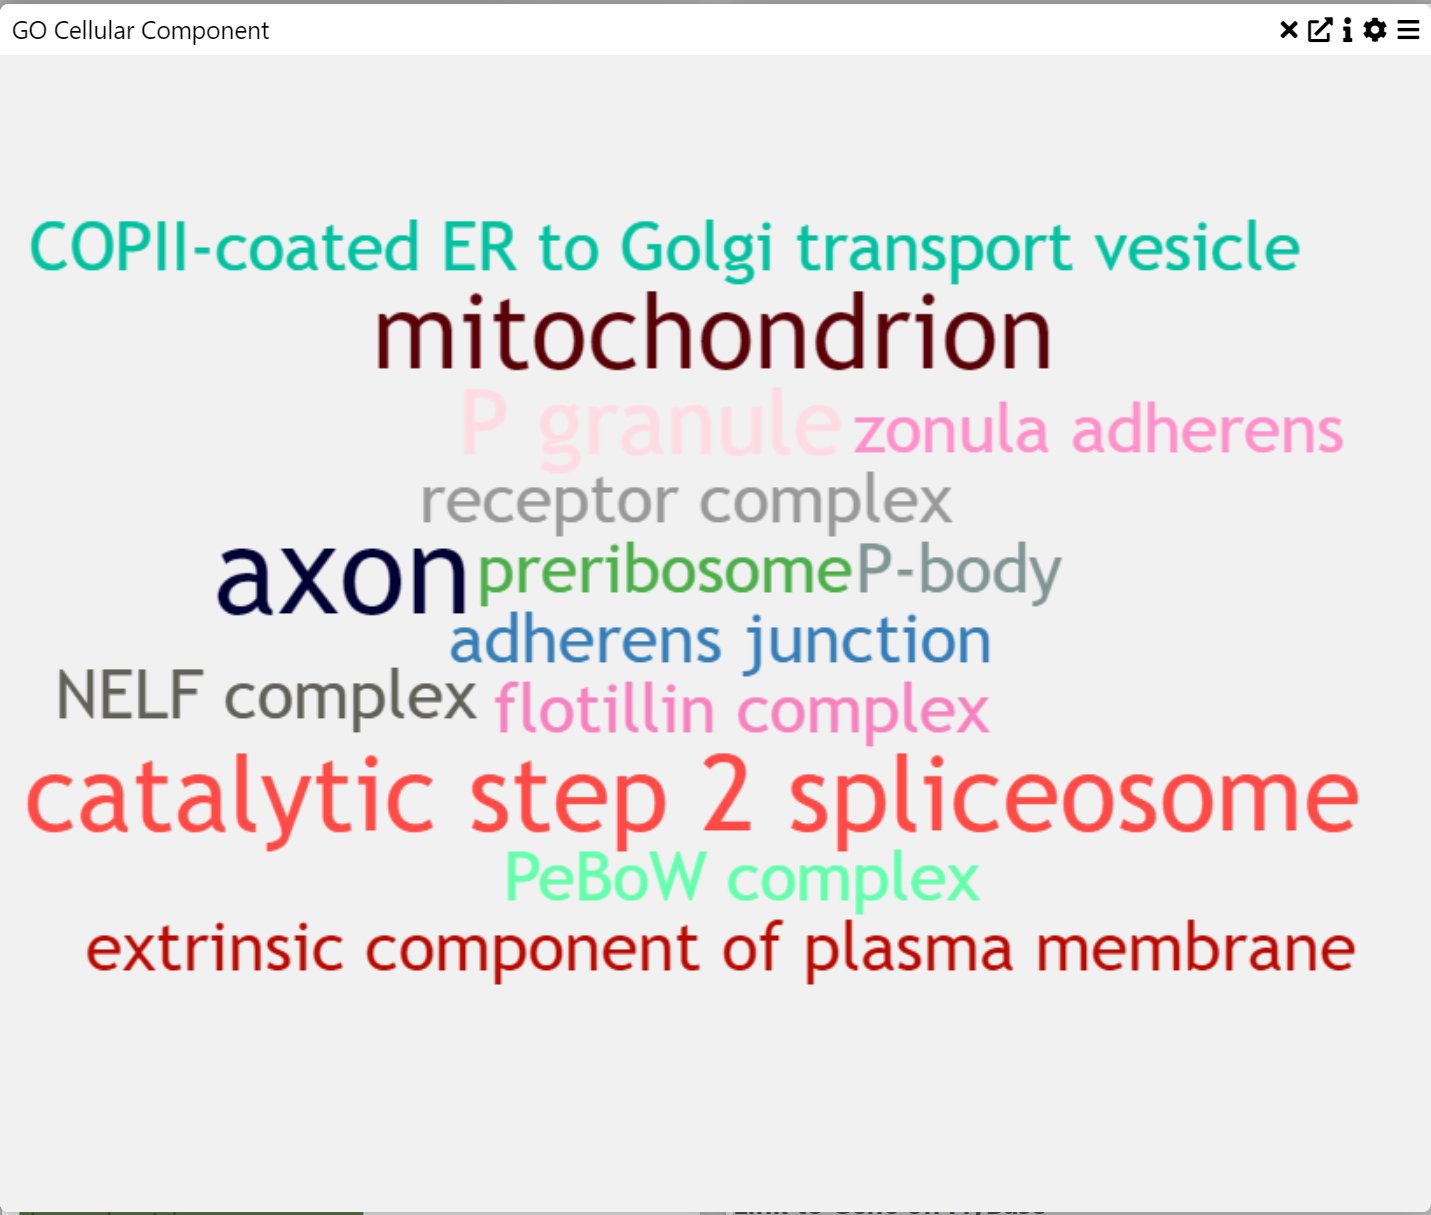 GO Cellular Component
COPII-coated ER to Golgi transport vesicle
mitochondrion
P granule zonula adherens
receptor complex
axon preribosome P-body
adherens junction
NELF complex flotillin complex
catalytic step 2 spliceosome
PeBoW complex
extrinsic component of plasma membrane